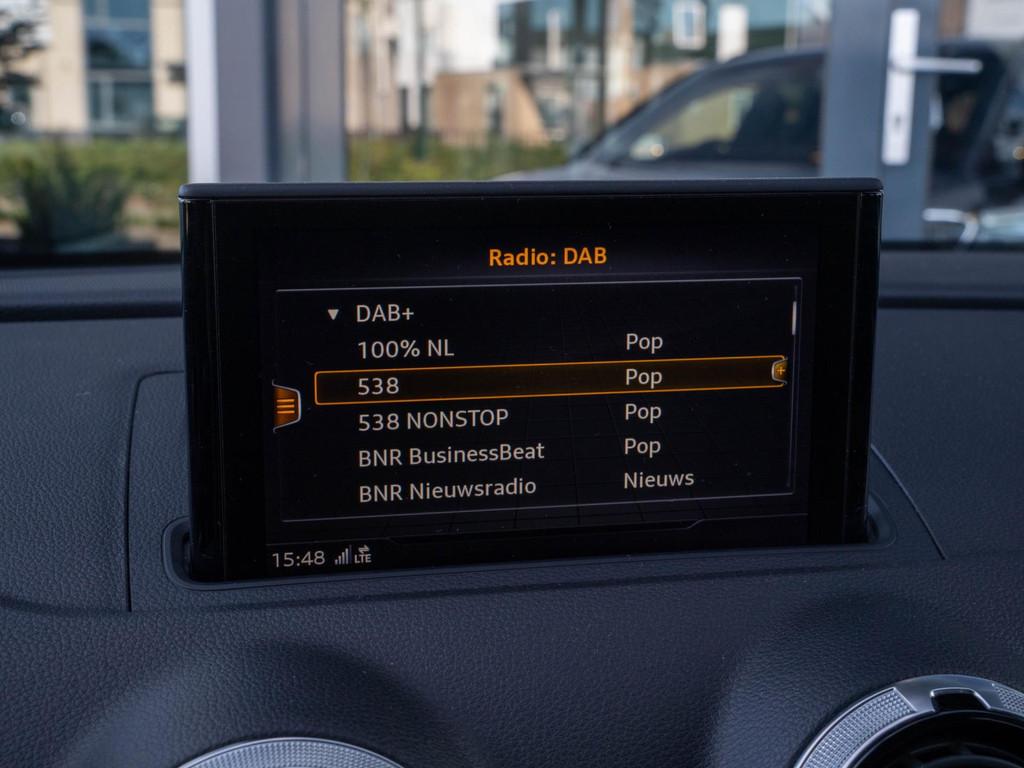 Radio: DAB
DAB+
100% NL Pop
538 Pop
538 NONSTOP Pop
BNR BusinessBeat Pop
BNR Nieuwsradio Nieuws
15:48 LTE